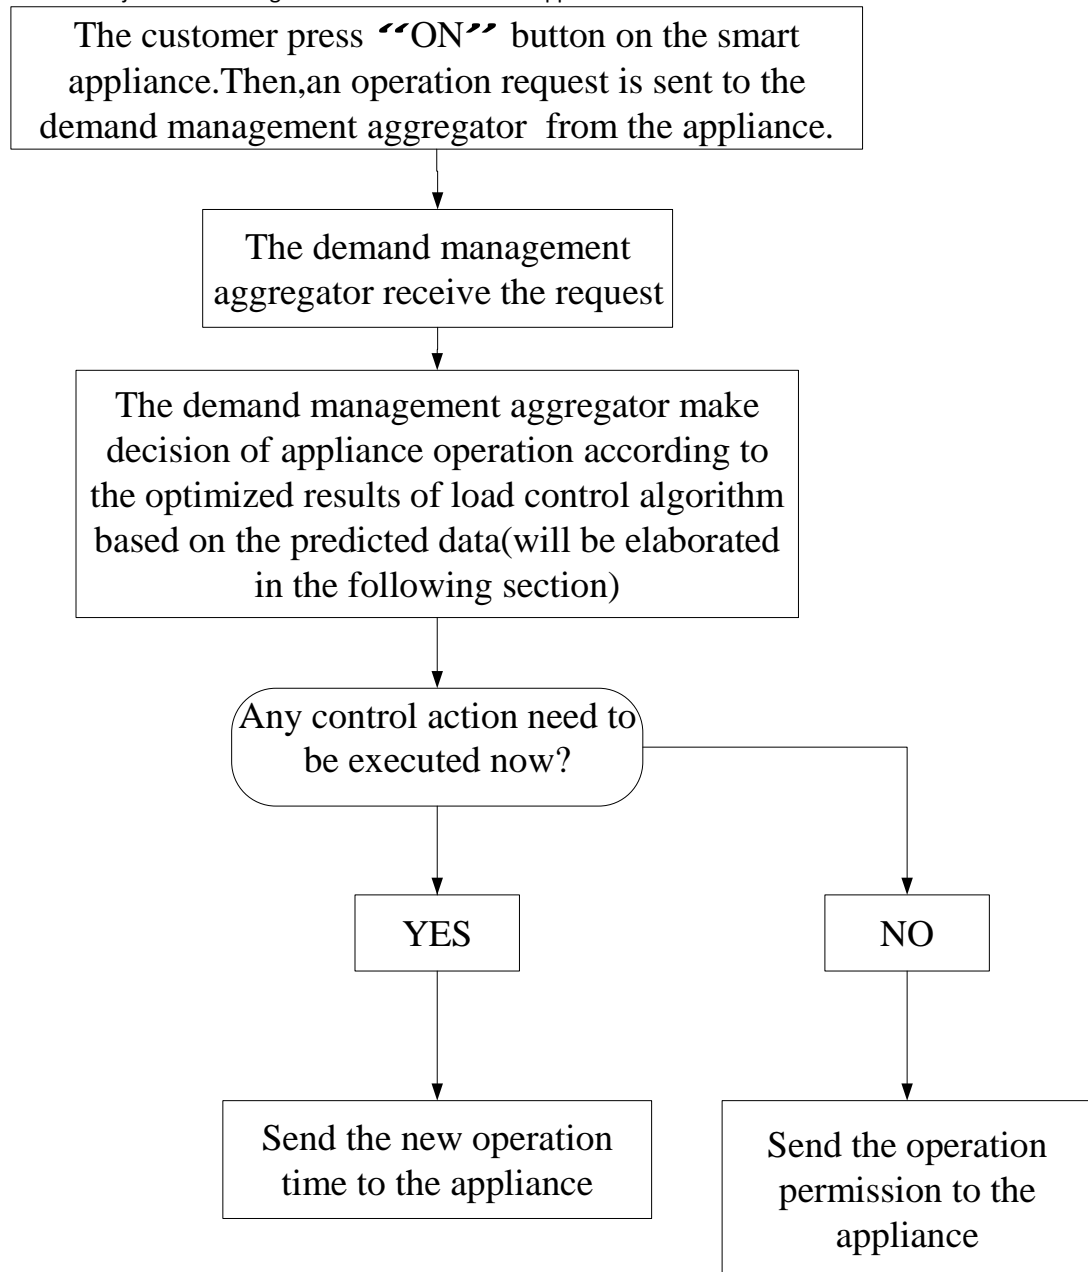 The customer press “ON” button on the smart
appliance.Then,an operation request is sent to the
demand management aggregator from the appliance.
The demand management
aggregator receive the request
The demand management aggregator make
decision of appliance operation according to
the optimized results of load control algorithm
based on the predicted data(will be elaborated
in the following section)
Any control action need to
be executed now?
YES
NO
Send the new operation
time to the appliance
Send the operation
permission to the
appliance